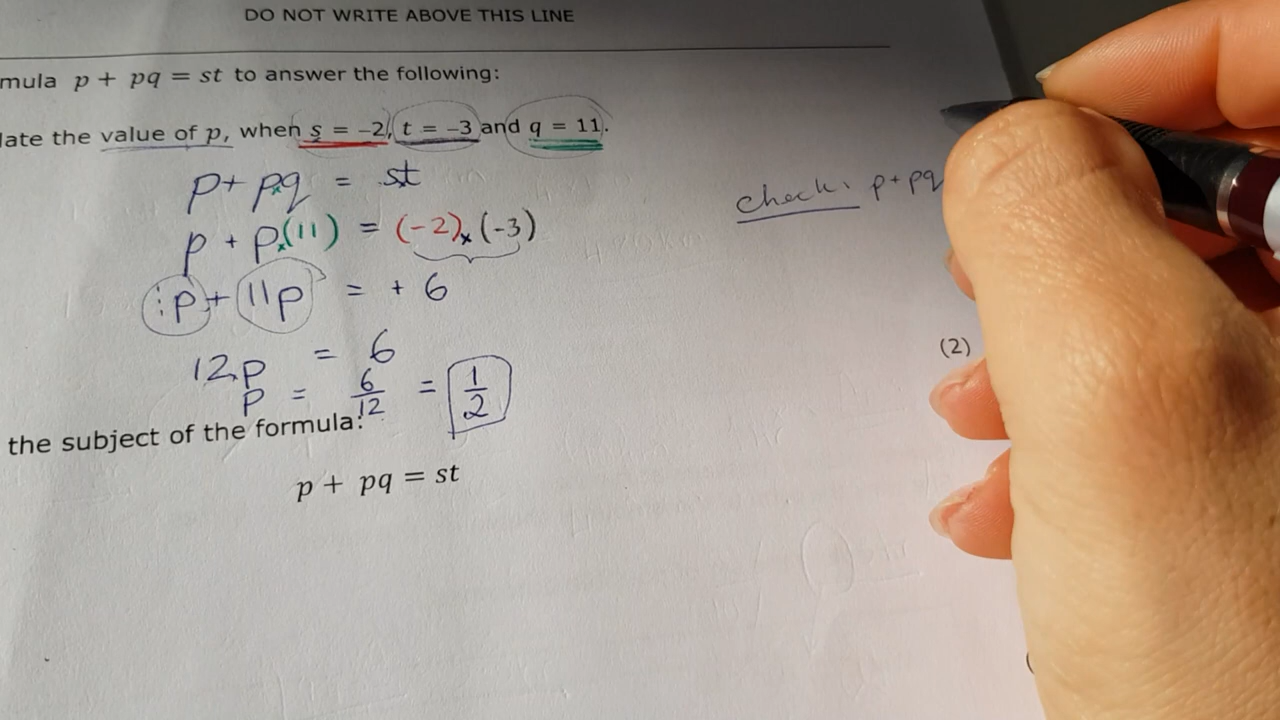 DO NOT WRITE ABOVE THIS LINE
mula p + pq = st to answer the following:
late the value of p, when s = -2, t = -3 and q = 11.
p + pq = st
check: p + pq
p + p×(11) = (-2)×(-3)
p + 11p = + 6
12p = 6
(2)
p = 6/12 = 1/2
the subject of the formula:
p + pq = st